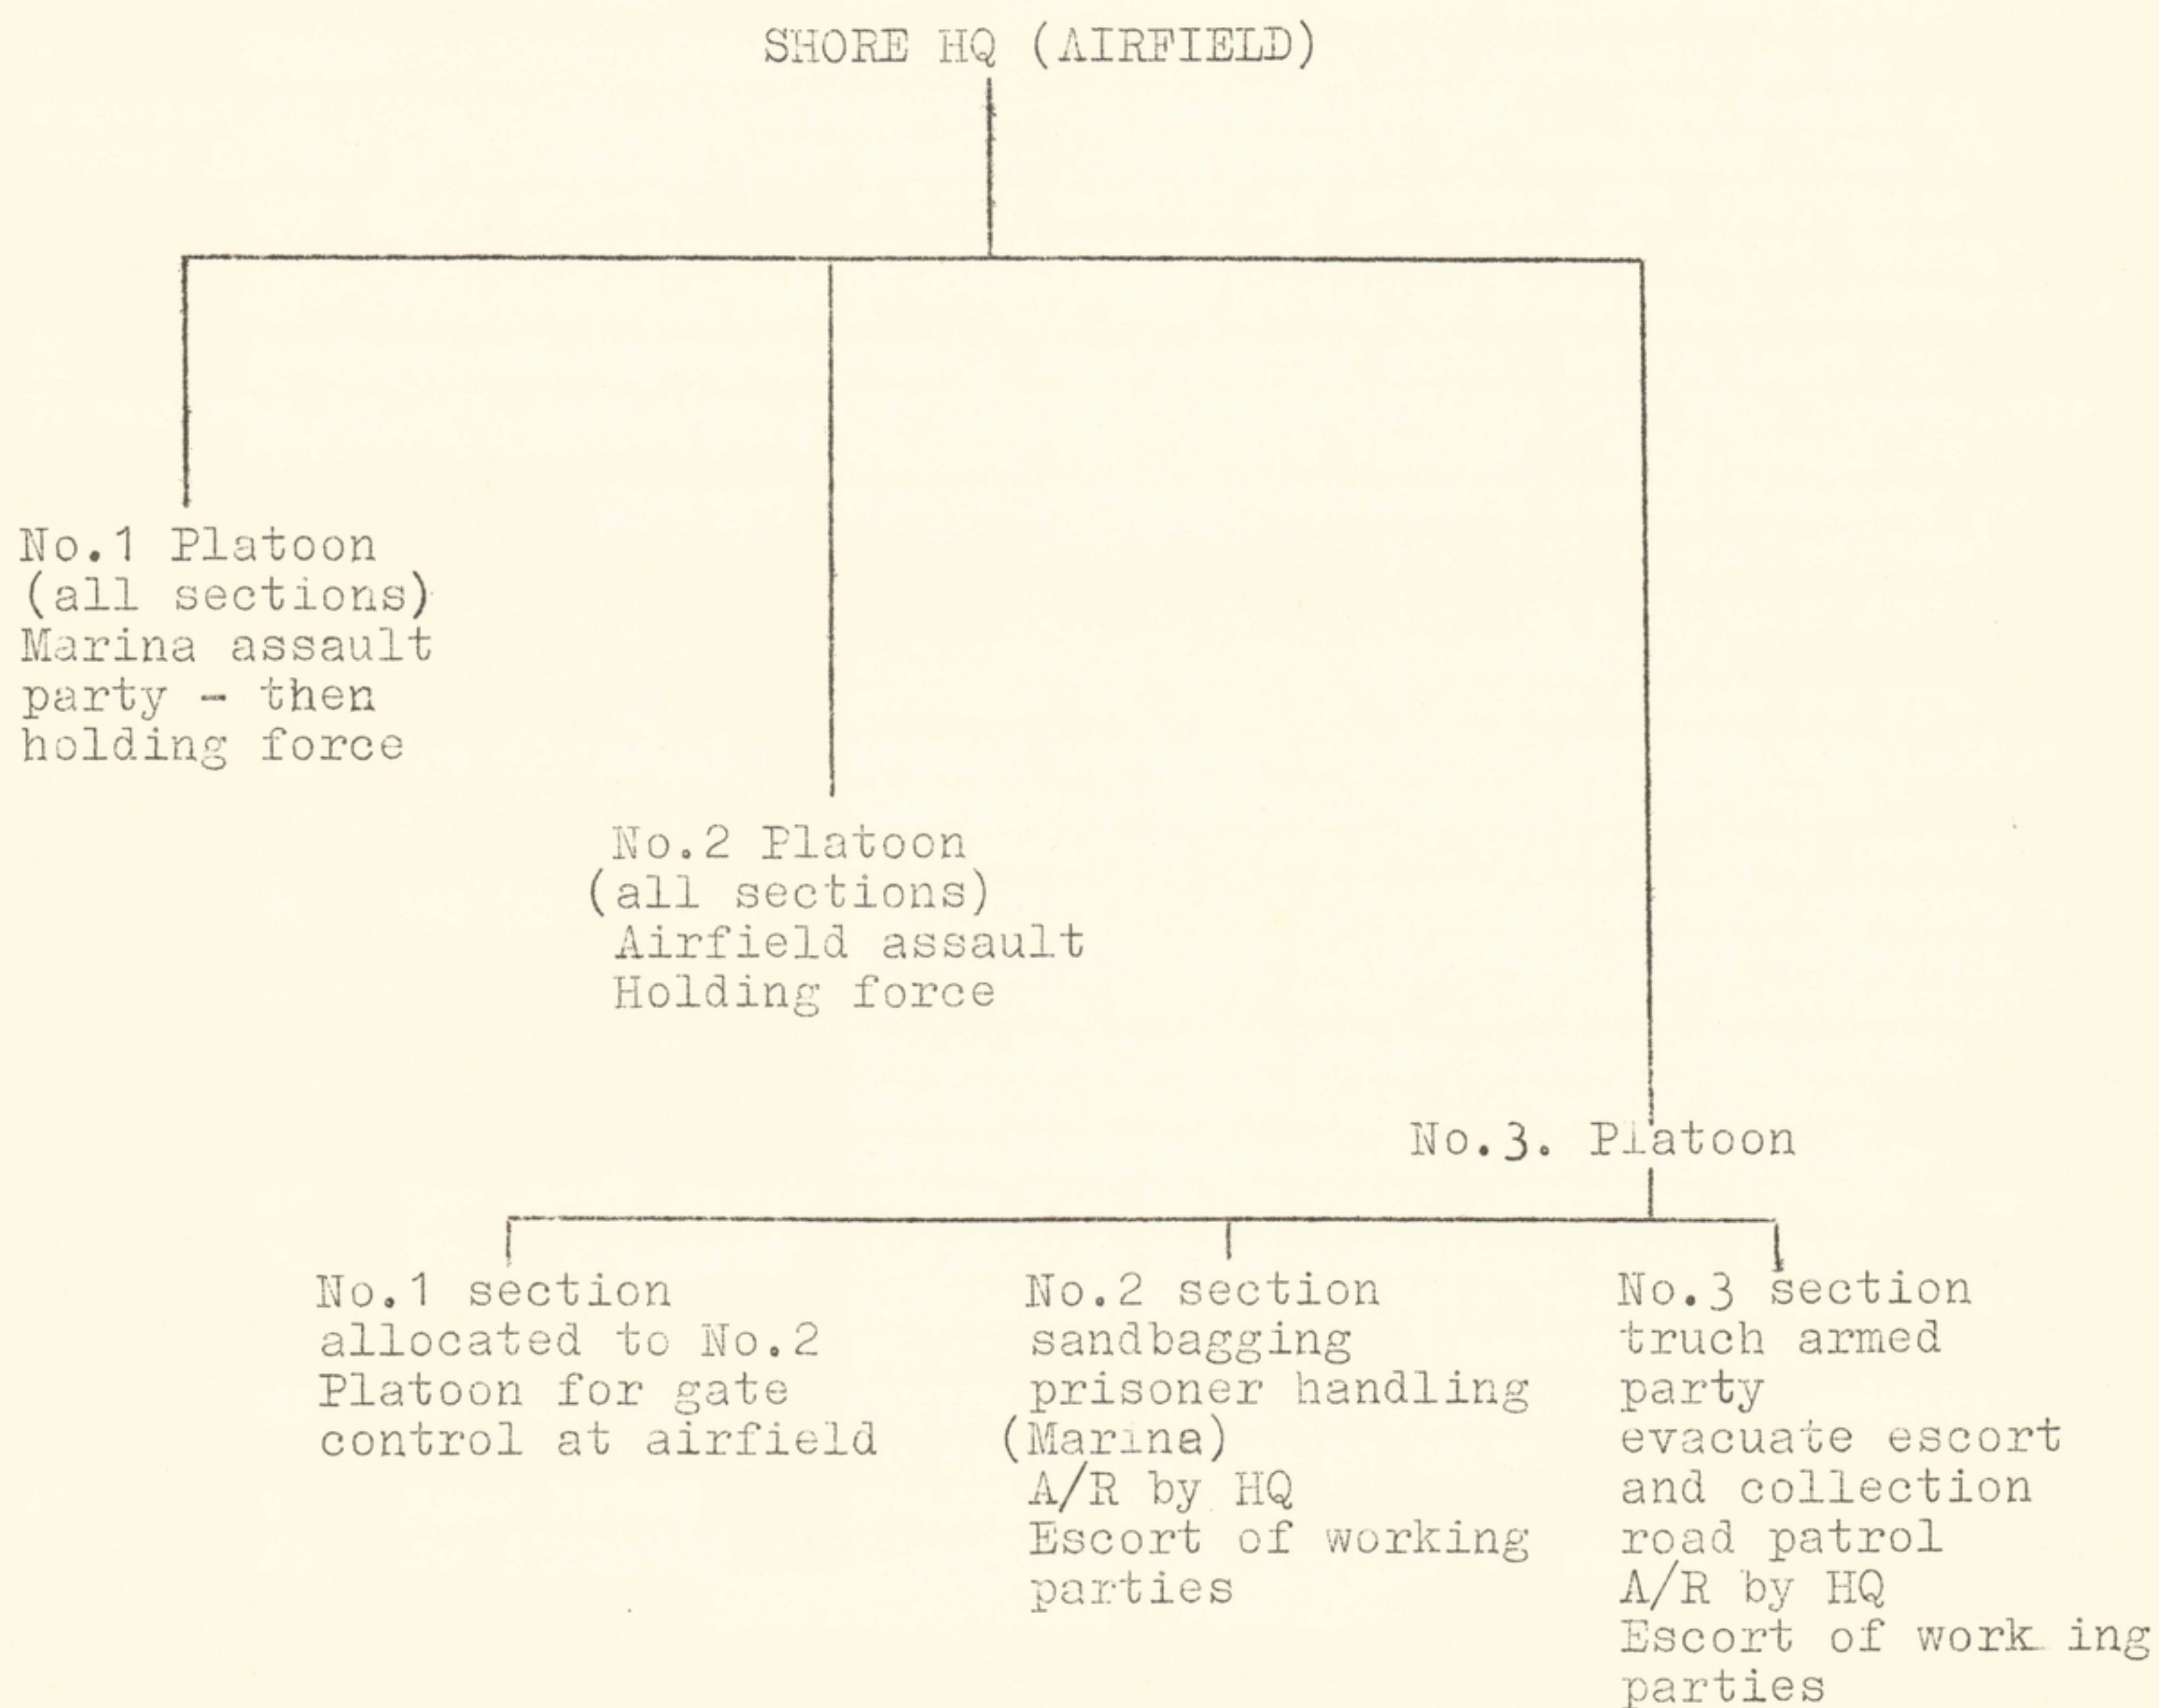 SHORE HQ (AIRFIELD)
No.1 Platoon
(all sections)
Marina assault
party - then
holding force
No.2 Platoon
(all sections)
Airfield assault
Holding force
No.3. Platoon
No.1 section
allocated to No.2
Platoon for gate
control at airfield
No.2 section
sandbagging
prisoner handling
(Marina)
A/R by HQ
Escort of working
parties
No.3 section
truch armed
party
evacuate escort
and collection
road patrol
A/R by HQ
Escort of work ing
parties